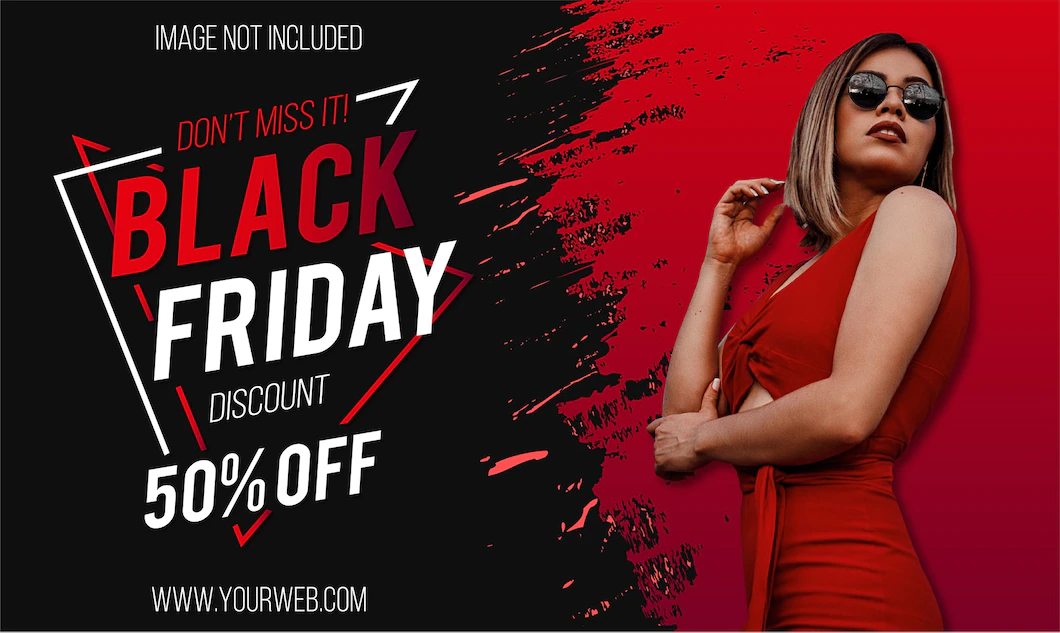 IMAGE NOT INCLUDED
DON'T MISS IT!
BLACK
FRIDAY
DISCOUNT
50% OFF
WWW.YOURWEB.COM